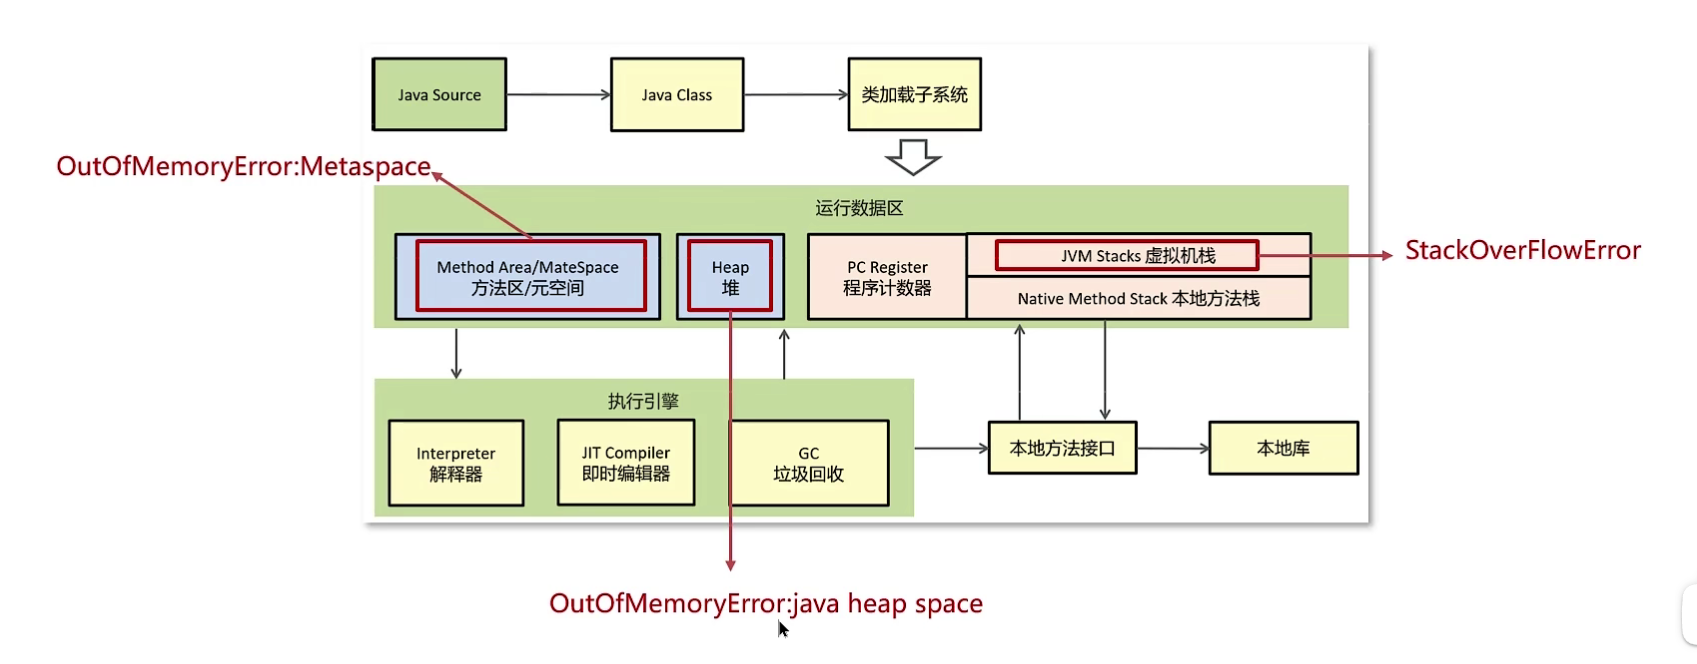 Java Source
Java Class
类加载子系统
OutOfMemoryError:Metaspace
运行数据区
Method Area/MateSpace
方法区/元空间
Heap
堆
PC Register
程序计数器
JVM Stacks 虚拟机栈
Native Method Stack 本地方法栈
StackOverFlowError
执行引擎
Interpreter
解释器
JIT Compiler
即时编辑器
GC
垃圾回收
本地方法接口
本地库
OutOfMemoryError:java heap space